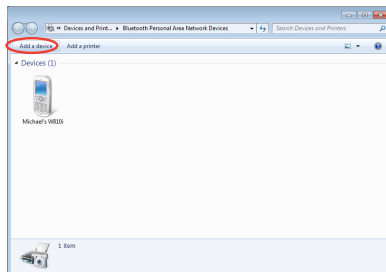 « Devices and Print... ▸ Bluetooth Personal Area Network Devices
Search Devices and Printers
Add a device
Add a printer
Devices (1)
Michael's W810i
1 item